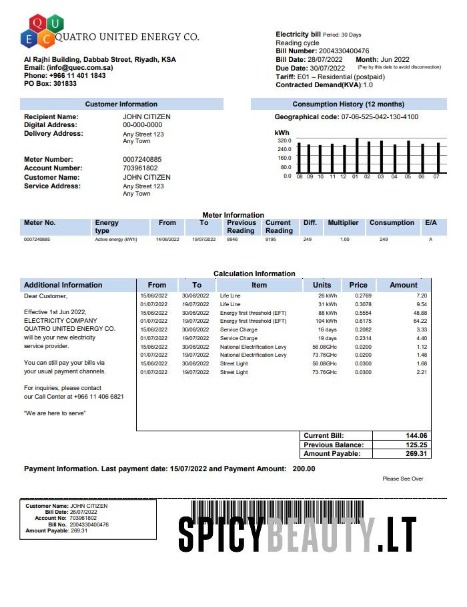 QU
EC QUATRO UNITED ENERGY CO.
Al Rajhi Building, Dabbab Street, Riyadh, KSA
Email: (info@quec.com.sa)
Phone: +966 11 401 1843
PO Box: 301833
Electricity bill Period: 30 Days
Reading cycle
Bill Number: 2004330400476
Bill Date: 28/07/2022 Month: Jun 2022
Due Date: 30/07/2022 (Pay by this date to avoid disconnection)
Tariff: E01 – Residential (postpaid)
Contracted Demand(KVA):1.0
Customer Information
Recipient Name: JOHN CITIZEN
Digital Address: 00-000-0000
Delivery Address: Any Street 123
Any Town
Meter Number: 0007240885
Account Number: 703961802
Customer Name: JOHN CITIZEN
Service Address: Any Street 123
Any Town
Consumption History (12 months)
Geographical code: 07-06-525-042-130-4100
kWh
320.0
240.0
160.0
80.0
0.0
08 09 10 11 12 01 02 03 04 05 06 07
Meter Information
Meter No. Energy type From To Previous Reading Current Reading Diff. Multiplier Consumption E/A
0007240885 Active energy (kWh) 14/06/2022 19/07/2022 8946 9195 249 1.00 249 A
Calculation Information
Additional Information
Dear Customer,
Effective 1st Jun 2022,
ELECTRICITY COMPANY
QUATRO UNITED ENERGY CO.
will be your new electricity
service provider.
You can still pay your bills via
your usual payment channels.
For inquiries, please contact
our Call Center at +966 11 406 6821
"We are here to serve"
From To Item Units Price Amount
15/06/2022 30/06/2022 Life Line 26 kWh 0.2769 7.20
01/07/2022 19/07/2022 Life Line 31 kWh 0.3078 9.54
15/06/2022 30/06/2022 Energy first threshold (EFT) 88 kWh 0.5554 48.88
01/07/2022 19/07/2022 Energy first threshold (EFT) 104 kWh 0.6175 64.22
15/06/2022 30/06/2022 Service Charge 16 days 0.2082 3.33
01/07/2022 19/07/2022 Service Charge 19 days 0.2314 4.40
15/06/2022 30/06/2022 National Electrification Levy 56.08GHc 0.0200 1.12
01/07/2022 19/07/2022 National Electrification Levy 73.76GHc 0.0200 1.48
15/06/2022 30/06/2022 Street Light 56.08GHc 0.0300 1.68
01/07/2022 19/07/2022 Street Light 73.76GHc 0.0300 2.21
Current Bill: 144.06
Previous Balance: 125.25
Amount Payable: 269.31
Payment Information. Last payment date: 15/07/2022 and Payment Amount: 200.00
Please See Over
Customer Name: JOHN CITIZEN
Bill Date: 28/07/2022
Account No: 703961802
Bill No. 2004330400476
Amount Payable: 269.31
SPICYBEAUTY.LT